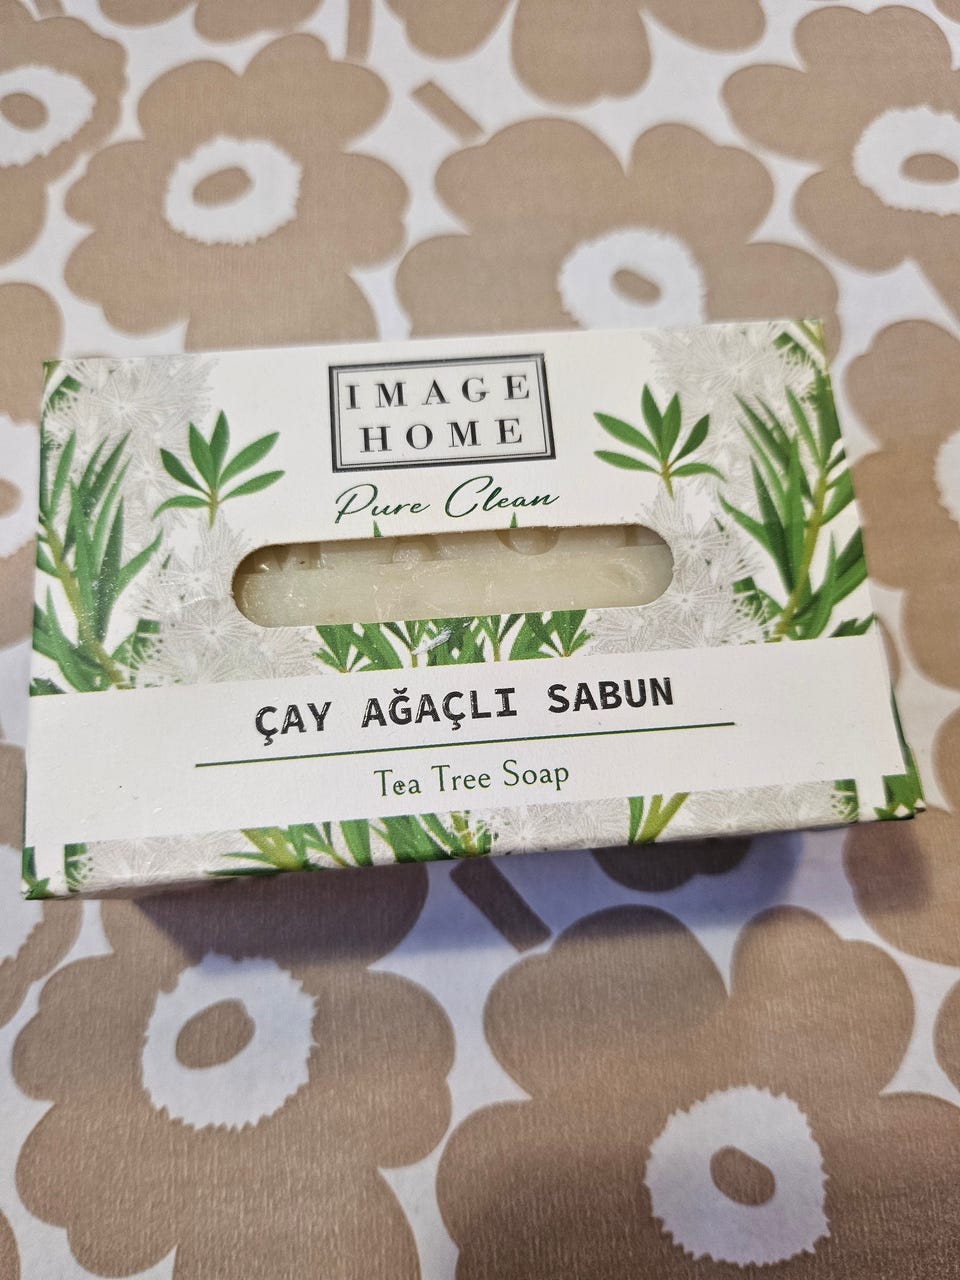 IMAGE
HOME
Pure Clean
ÇAY AĞAÇLI SABUN
Tea Tree Soap